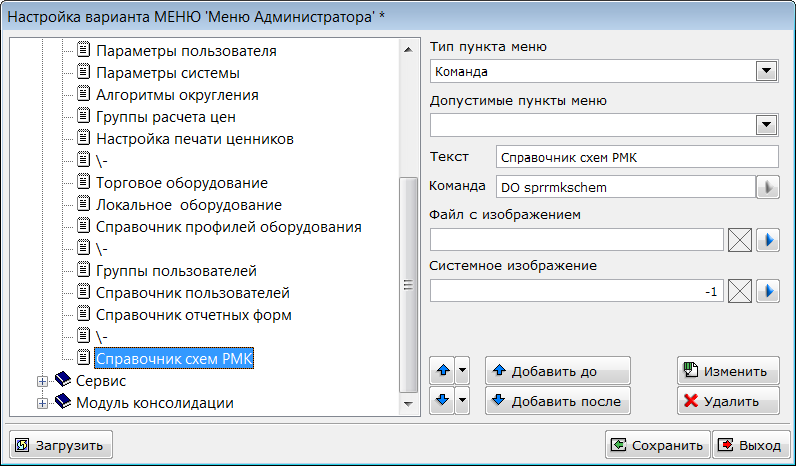 Настройка варианта МЕНЮ 'Меню Администратора' *
Параметры пользователя
Параметры системы
Алгоритмы округления
Группы расчета цен
Настройка печати ценников
\-
Торговое оборудование
Локальное  оборудование
Справочник профилей оборудования
\-
Группы пользователей
Справочник пользователей
Справочник отчетных форм
\-
Справочник схем РМК
Сервис
Модуль консолидации
Тип пункта меню
Команда
Допустимые пункты меню
Текст
Справочник схем РМК
Команда
DO sprrmkschem
Файл с изображением
Системное изображение
-1
Добавить до
Изменить
Добавить после
Удалить
Загрузить
Сохранить
Выход